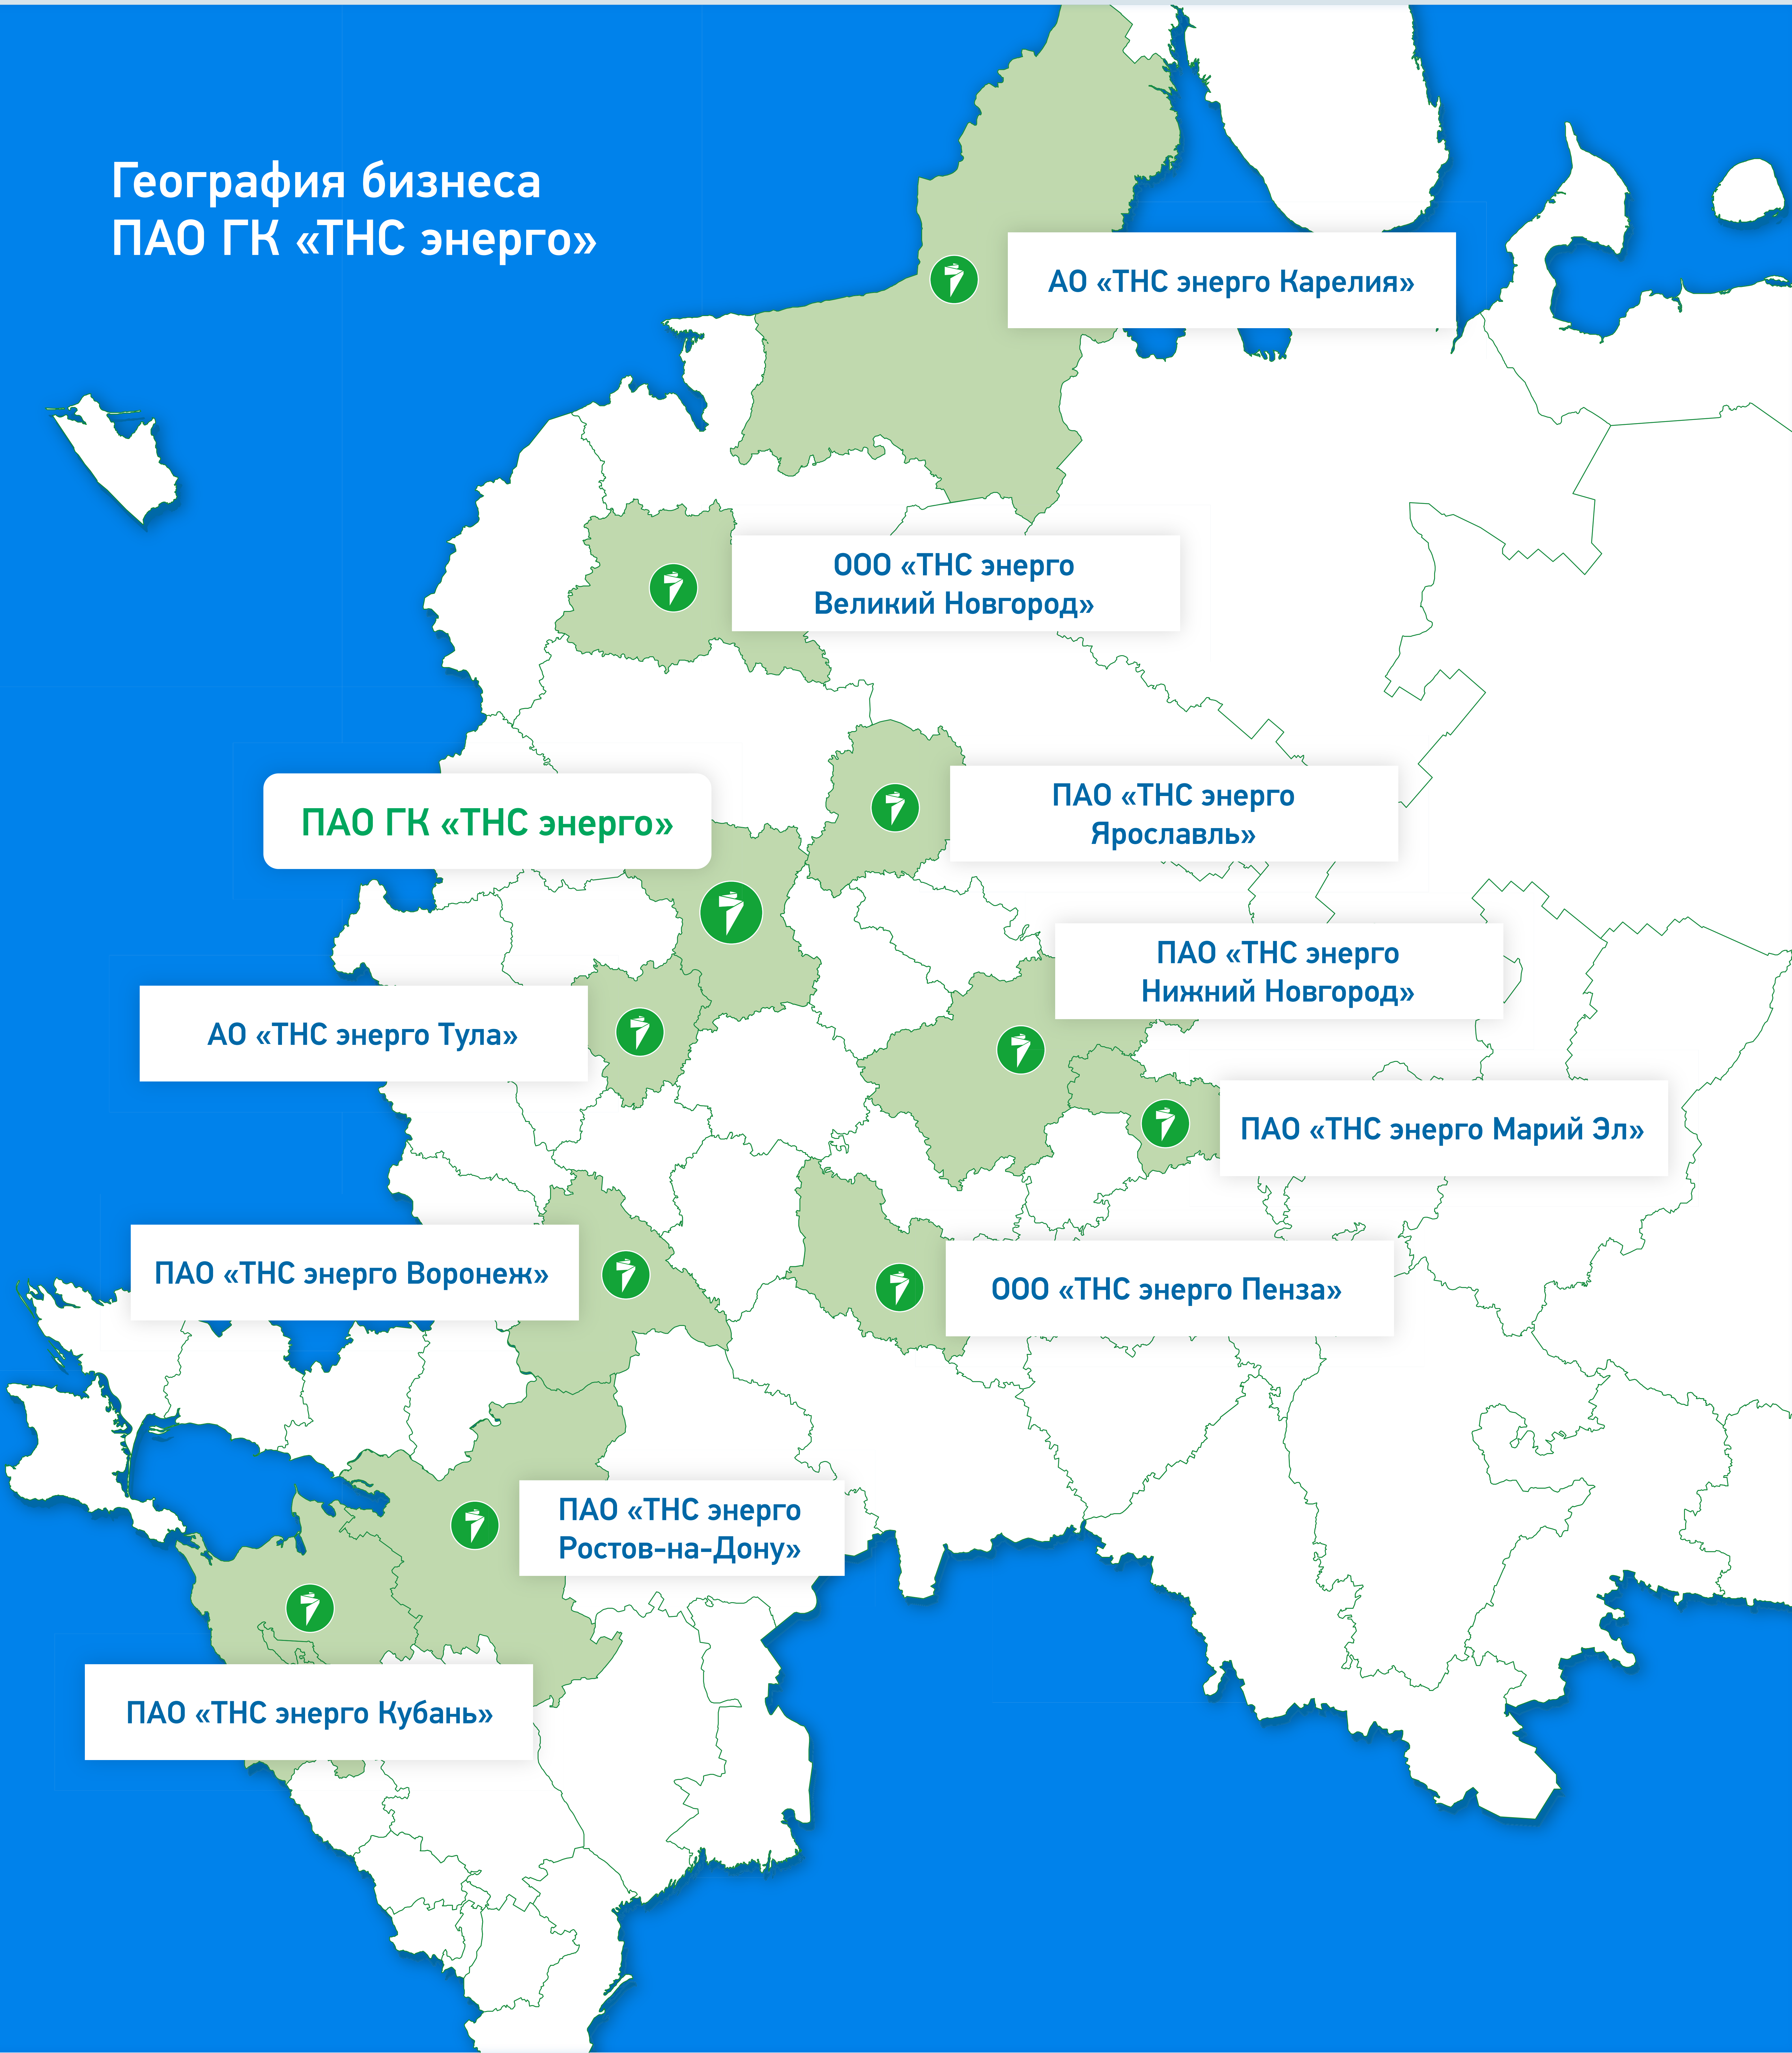 География бизнеса
ПАО ГК «ТНС энерго»
АО «ТНС энерго Карелия»
ООО «ТНС энерго
Великий Новгород»
ПАО ГК «ТНС энерго»
ПАО «ТНС энерго
Ярославль»
ПАО «ТНС энерго
Нижний Новгород»
АО «ТНС энерго Тула»
ПАО «ТНС энерго Марий Эл»
ПАО «ТНС энерго Воронеж»
ООО «ТНС энерго Пенза»
ПАО «ТНС энерго
Ростов-на-Дону»
ПАО «ТНС энерго Кубань»